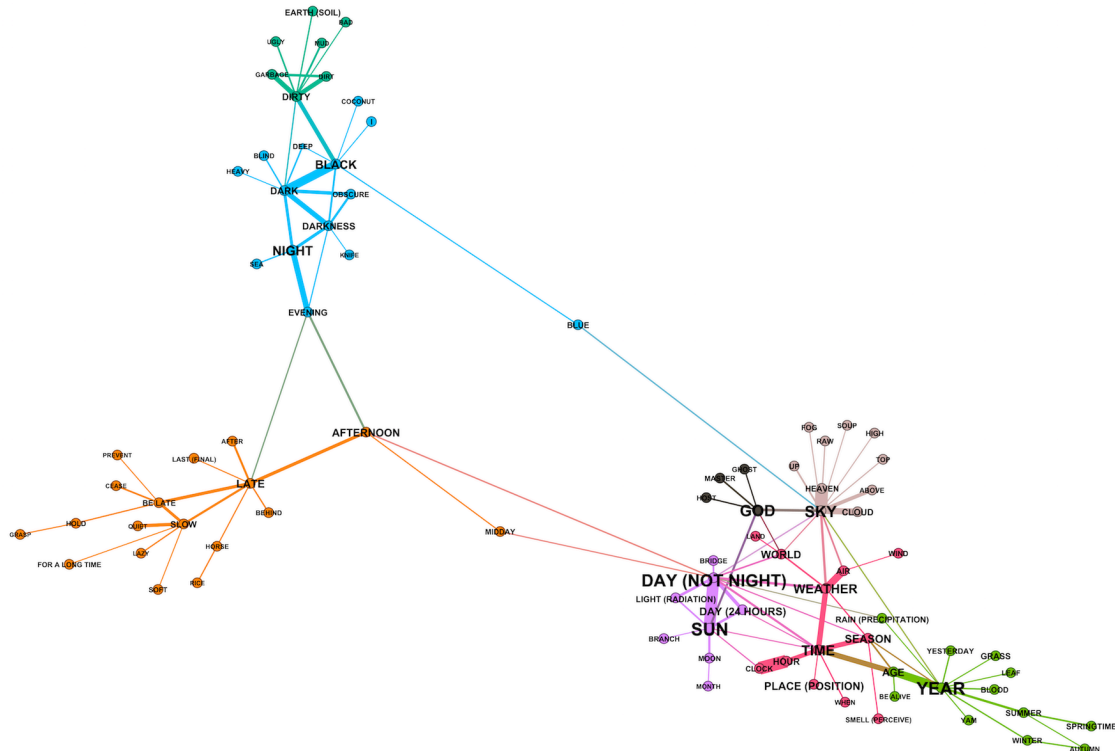 EARTH (SOIL)
BAD
UGLY
MUD
GARBAGE
DIRT
DIRTY
COCONUT
I
DEEP
BLIND
BLACK
HEAVY
DARK
OBSCURE
DARKNESS
NIGHT
SEA
KNIFE
EVENING
BLUE
AFTERNOON
AFTER
PREVENT
LAST (FINAL)
LATE
CEASE
BE LATE
BEHIND
HOLD
QUIET
SLOW
GRASP
HORSE
LAZY
FOR A LONG TIME
RICE
SOFT
MIDDAY
FOG
SOUP
RAW
HIGH
GHOST
UP
TOP
MASTER
HEAVEN
ABOVE
HOST
GOD
SKY
CLOUD
LAND
WORLD
WIND
BRIDGE
AIR
DAY (NOT NIGHT)
WEATHER
LIGHT (RADIATION)
DAY (24 HOURS)
RAIN (PRECIPITATION)
SUN
BRANCH
SEASON
MOON
TIME
YESTERDAY
GRASS
CLOCK
HOUR
AGE
LEAF
MONTH
PLACE (POSITION)
YEAR
BLOOD
BE ALIVE
WHEN
SMELL (PERCEIVE)
YAM
SUMMER
SPRINGTIME
WINTER
AUTUMN